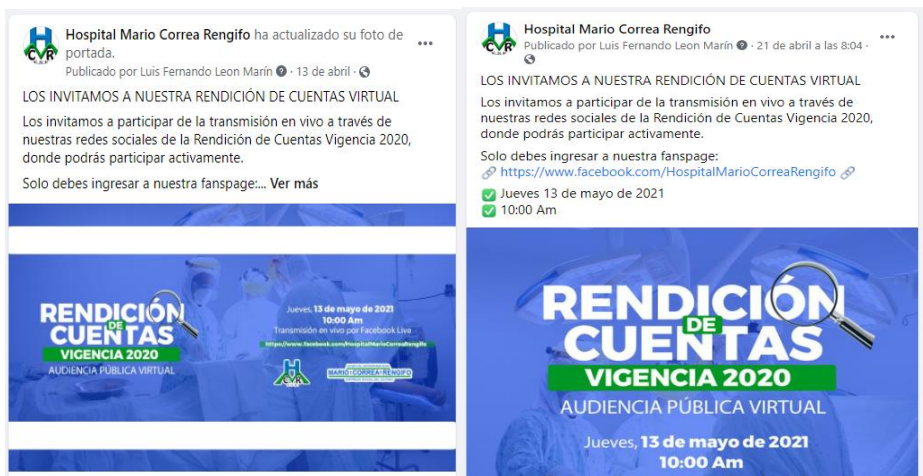 Hospital Mario Correa Rengifo ha actualizado su foto de
portada.
Publicado por Luis Fernando Leon Marín · 13 de abril ·
LOS INVITAMOS A NUESTRA RENDICIÓN DE CUENTAS VIRTUAL
Los invitamos a participar de la transmisión en vivo a través de
nuestras redes sociales de la Rendición de Cuentas Vigencia 2020,
donde podrás participar activamente.
Solo debes ingresar a nuestra fanspage:... Ver más
RENDICIÓN
DE
CUENTAS
VIGENCIA 2020
AUDIENCIA PÚBLICA VIRTUAL
Jueves, 13 de mayo de 2021
10:00 Am
Transmisión en vivo por Facebook Live
https://www.facebook.com/HospitalMarioCorreaRengifo
HCVR
MARIO•CORREA•RENGIFO
Hospital Mario Correa Rengifo
Publicado por Luis Fernando Leon Marín · 21 de abril a las 8:04 ·
LOS INVITAMOS A NUESTRA RENDICIÓN DE CUENTAS VIRTUAL
Los invitamos a participar de la transmisión en vivo a través de
nuestras redes sociales de la Rendición de Cuentas Vigencia 2020,
donde podrás participar activamente.
Solo debes ingresar a nuestra fanspage:
🔗 https://www.facebook.com/HospitalMarioCorreaRengifo 🔗
✅ Jueves 13 de mayo de 2021
✅ 10:00 Am
RENDICIÓN
DE
CUENTAS
VIGENCIA 2020
AUDIENCIA PÚBLICA VIRTUAL
Jueves, 13 de mayo de 2021
10:00 Am